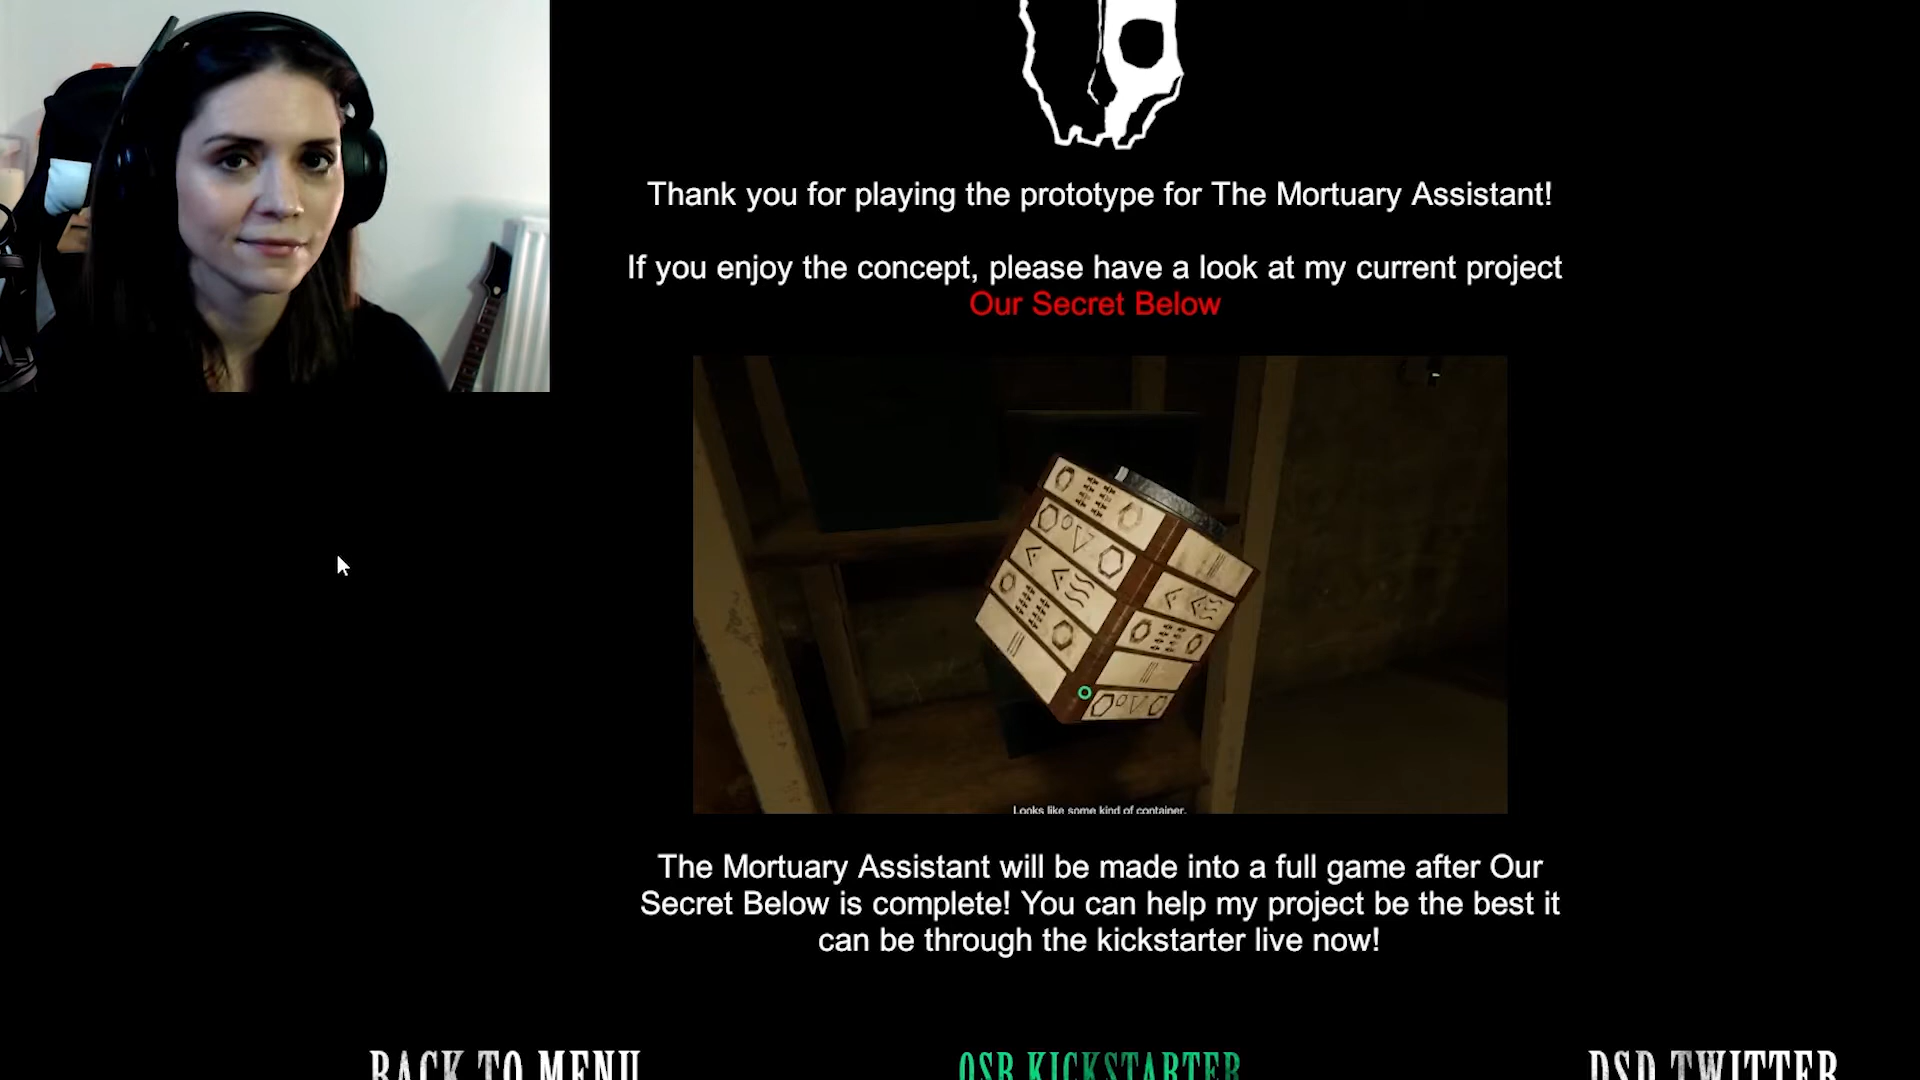 Thank you for playing the prototype for The Mortuary Assistant!
If you enjoy the concept, please have a look at my current project
Our Secret Below
Looks like some kind of container.
The Mortuary Assistant will be made into a full game after Our
Secret Below is complete! You can help my project be the best it
can be through the kickstarter live now!
BACK TO MENU
OSB KICKSTARTER
DSD TWITTER